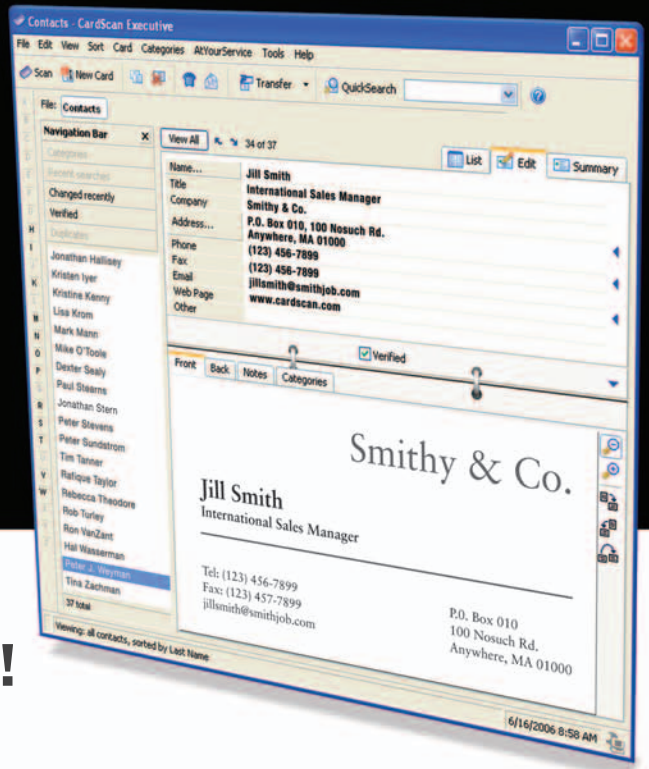 Contacts - CardScan Executive
File Edit View Sort Card Categories AtYourService Tools Help
Scan New Card Transfer QuickSearch
File: Contacts
Navigation Bar X View All 34 of 37 List Edit Summary
Categories
Recent searches
Changed recently
Verified
Duplicates
Name... Jill Smith
Title International Sales Manager
Company Smithy & Co.
Address... P.O. Box 010, 100 Nosuch Rd.
Anywhere, MA 01000
Phone (123) 456-7899
Fax (123) 456-7899
Email jillsmith@smithjob.com
Web Page www.cardscan.com
Other
Verified
H
I
K
M
N
O
P
R
S
T
V
W
Jonathan Hallisey
Kristen Iyer
Kristine Kenny
Lisa Krom
Mark Mann
Mike O'Toole
Dexter Sealy
Paul Stearns
Jonathan Stern
Peter Stevens
Peter Sundstrom
Tim Tanner
Rafique Taylor
Rebecca Theodore
Rob Turley
Ron VanZant
Hal Wasserman
Peter J. Weyman
Tina Zachman
37 total
Front Back Notes Categories
Smithy & Co.
Jill Smith
International Sales Manager
Tel: (123) 456-7899
Fax: (123) 457-7899
jillsmith@smithjob.com
P.O. Box 010
100 Nosuch Rd.
Anywhere, MA 01000
Viewing: all contacts, sorted by Last Name
6/16/2006 8:58 AM
!